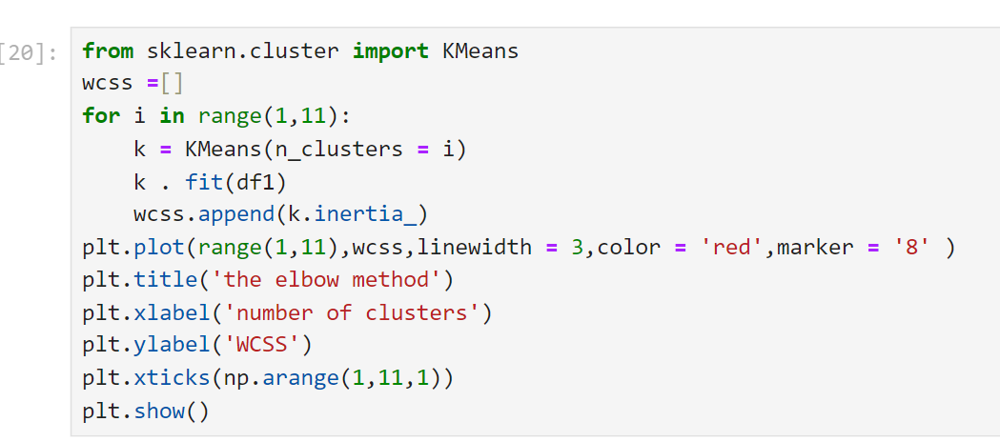 [20]: from sklearn.cluster import KMeans
wcss =[]
for i in range(1,11):
    k = KMeans(n_clusters = i)
    k . fit(df1)
    wcss.append(k.inertia_)
plt.plot(range(1,11),wcss,linewidth = 3,color = 'red',marker = '8' )
plt.title('the elbow method')
plt.xlabel('number of clusters')
plt.ylabel('WCSS')
plt.xticks(np.arange(1,11,1))
plt.show()